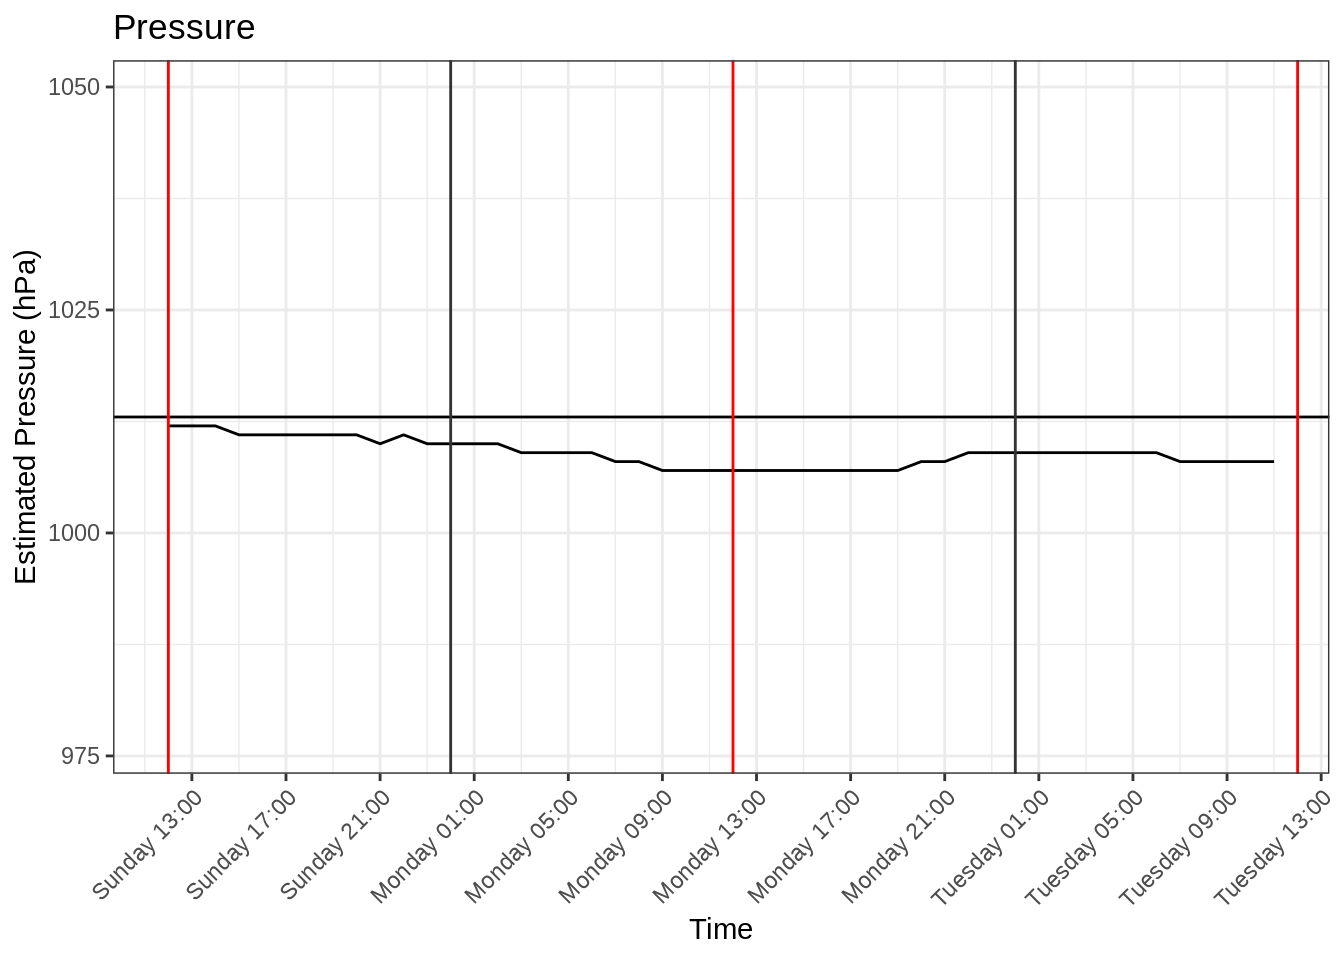 Pressure
Estimated Pressure (hPa)
1050
1025
1000
975
Sunday 13:00
Sunday 17:00
Sunday 21:00
Monday 01:00
Monday 05:00
Monday 09:00
Monday 13:00
Monday 17:00
Monday 21:00
Tuesday 01:00
Tuesday 05:00
Tuesday 09:00
Tuesday 13:00
Time